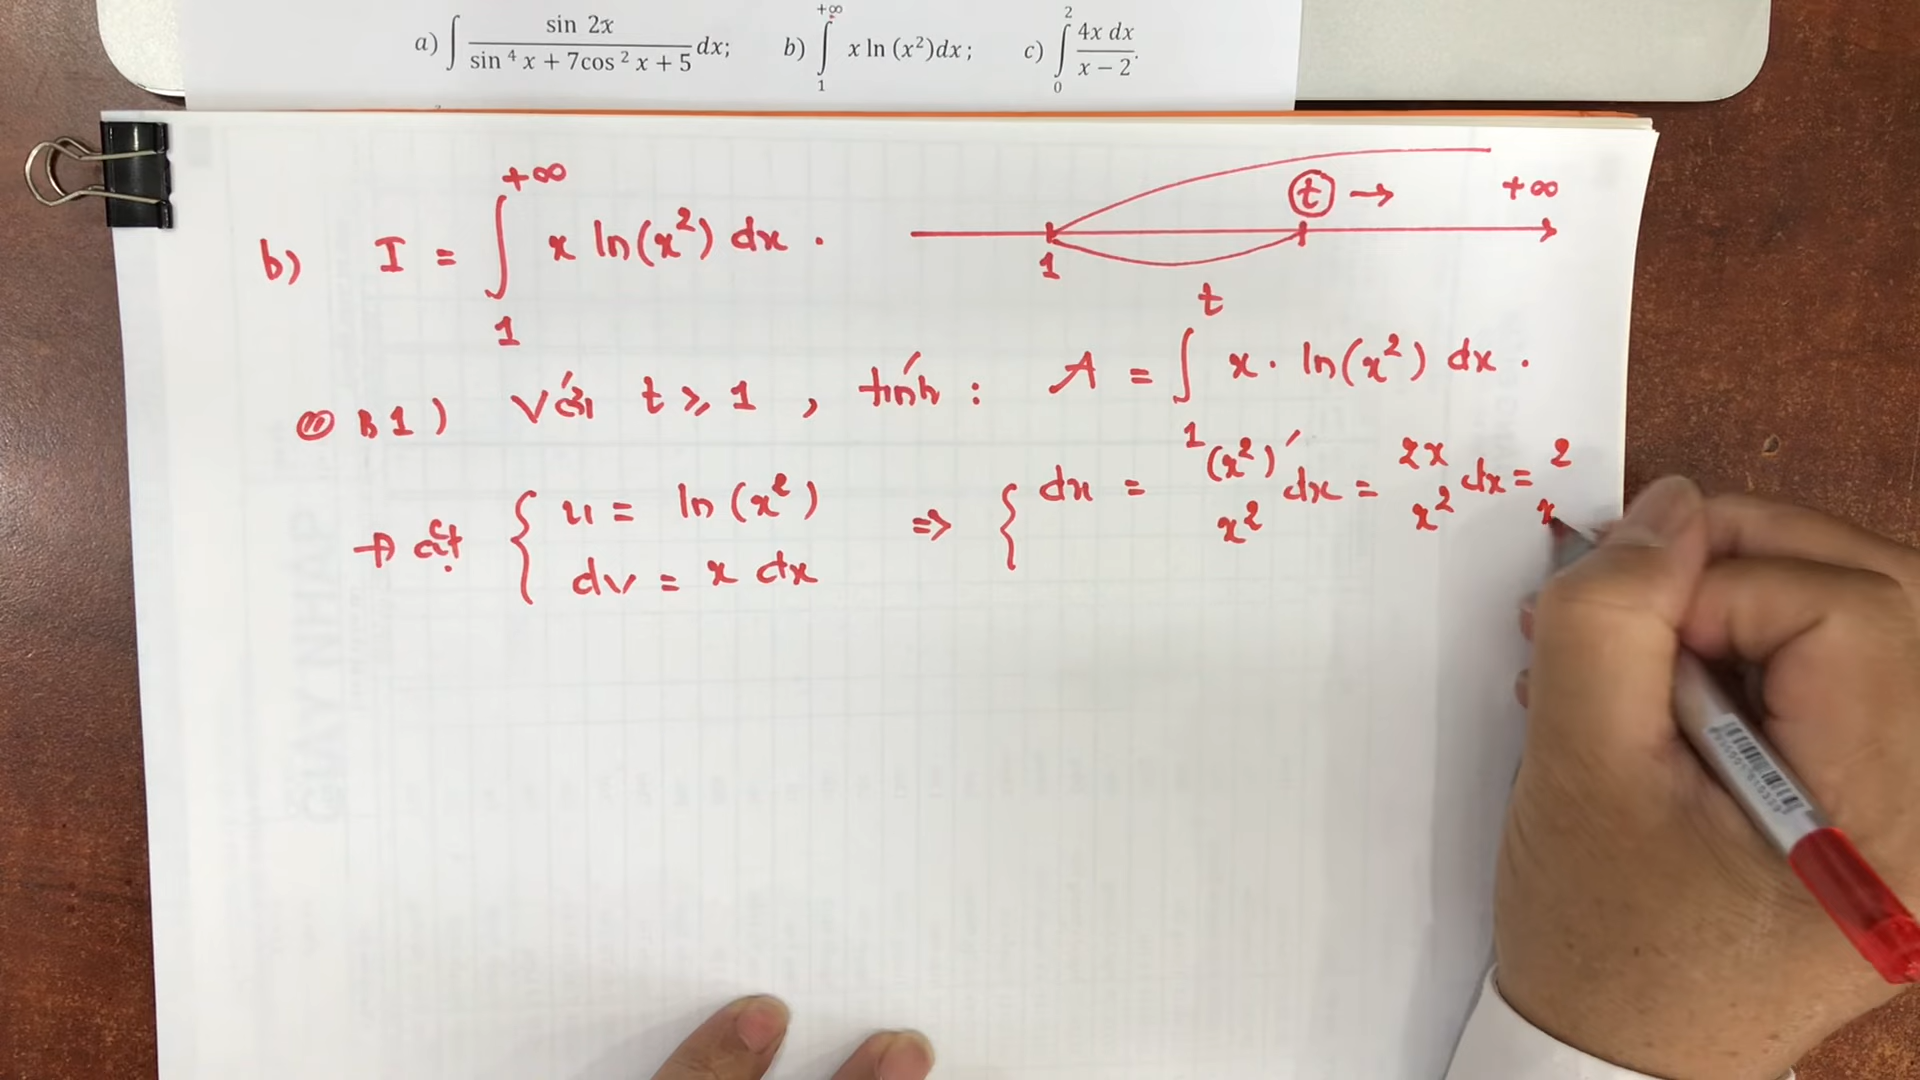 a) ∫ sin 2x / (sin⁴ x + 7cos² x + 5) dx; b) ∫₁^{+∞} x ln (x²)dx; c) ∫₀² 4x dx / (x − 2).
b) I = ∫₁^{+∞} x ln(x²) dx .
1 t → +∞
B1) Với t ⩾ 1 , tính : A = ∫₁^t x · ln(x²) dx .
→ Đặt { u = ln(x²) ⇒ { du = (x²)′/x² dx = 2x/x² dx = 2/x
dv = x dx